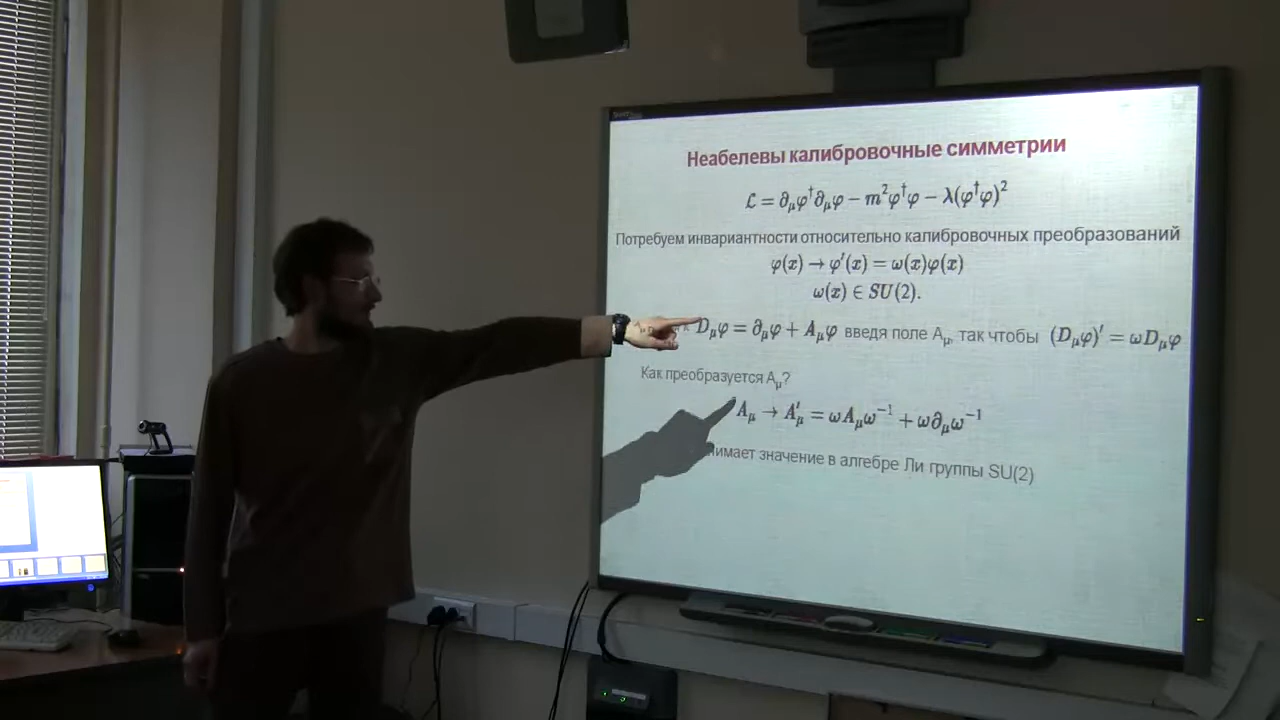 Неабелевы калибровочные симметрии
ℒ = ∂_μφ†∂_μφ − m²φ†φ − λ(φ†φ)²
Потребуем инвариантности относительно калибровочных преобразований
φ(x) → φ′(x) = ω(x)φ(x)
ω(x) ∈ SU(2).
D_μφ = ∂_μφ + A_μφ введя поле A_μ, так чтобы (D_μφ)′ = ωD_μφ
Как преобразуется A_μ?
A_μ → A′_μ = ωA_μω⁻¹ + ω∂_μω⁻¹
значение в алгебре Ли группы SU(2)